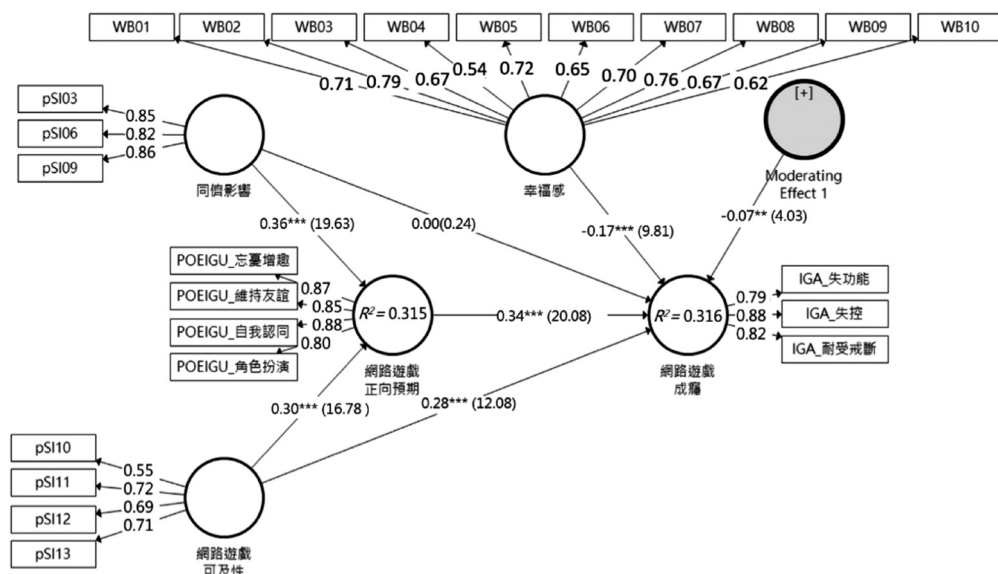 WB01
WB02
WB03
WB04
WB05
WB06
WB07
WB08
WB09
WB10
0.71
0.79
0.67
0.54
0.72
0.65
0.70
0.76
0.67
0.62
pSI03
pSI06
pSI09
0.85
0.82
0.86
同儕影響
幸福感
[+]
Moderating
Effect 1
0.36*** (19.63)
0.00(0.24)
-0.17*** (9.81)
-0.07** (4.03)
POEIGU_忘憂增趣
POEIGU_維持友誼
POEIGU_自我認同
POEIGU_角色扮演
0.87
0.85
0.88
0.80
R² = 0.315
網路遊戲
正向預期
0.34*** (20.08)
R² = 0.316
網路遊戲
成癮
0.79
0.88
0.82
IGA_失功能
IGA_失控
IGA_耐受戒斷
0.30*** (16.78 )
0.28*** (12.08)
pSI10
pSI11
pSI12
pSI13
0.55
0.72
0.69
0.71
網路遊戲
可及性